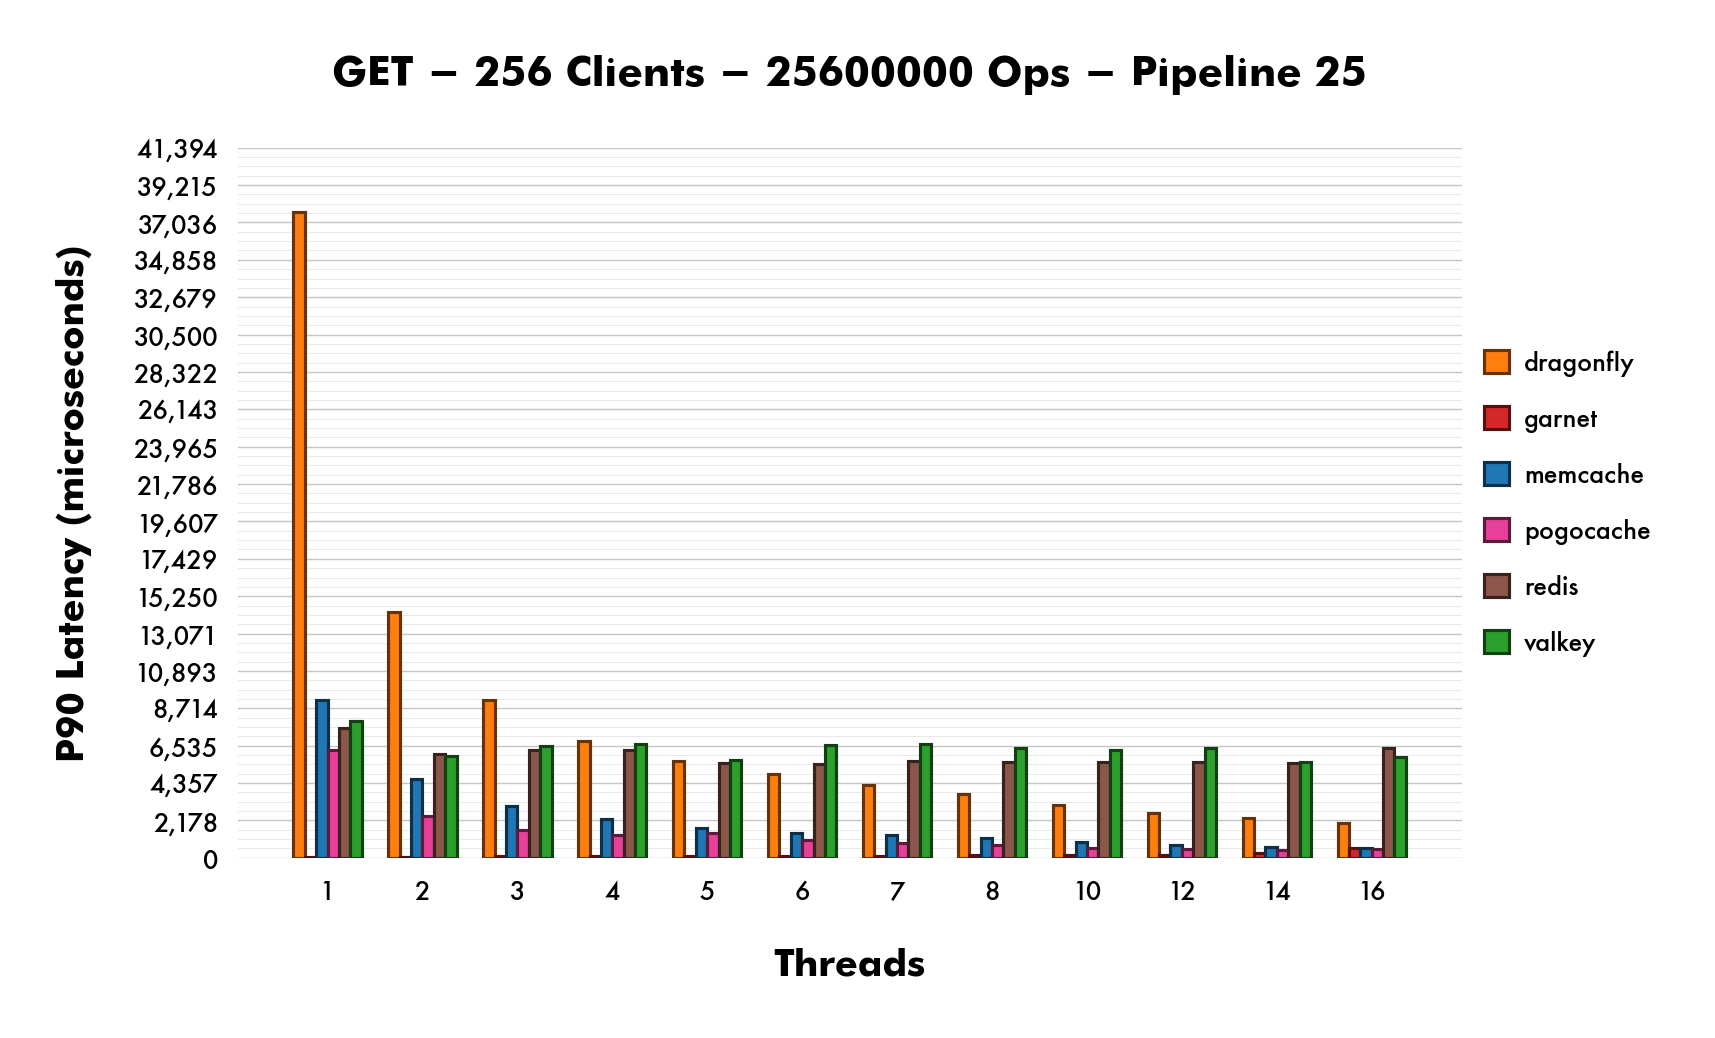 GET – 256 Clients – 25600000 Ops – Pipeline 25
P90 Latency (microseconds)
41,394
39,215
37,036
34,858
32,679
30,500
28,322
26,143
23,965
21,786
19,607
17,429
15,250
13,071
10,893
8,714
6,535
4,357
2,178
0
1 2 3 4 5 6 7 8 10 12 14 16
Threads
dragonfly
garnet
memcache
pogocache
redis
valkey